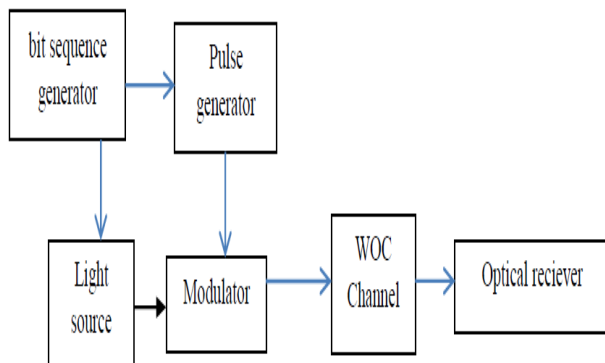 bit sequence
generator
Pulse
generator
Light
source
Modulator
WOC
Channel
Optical reciever